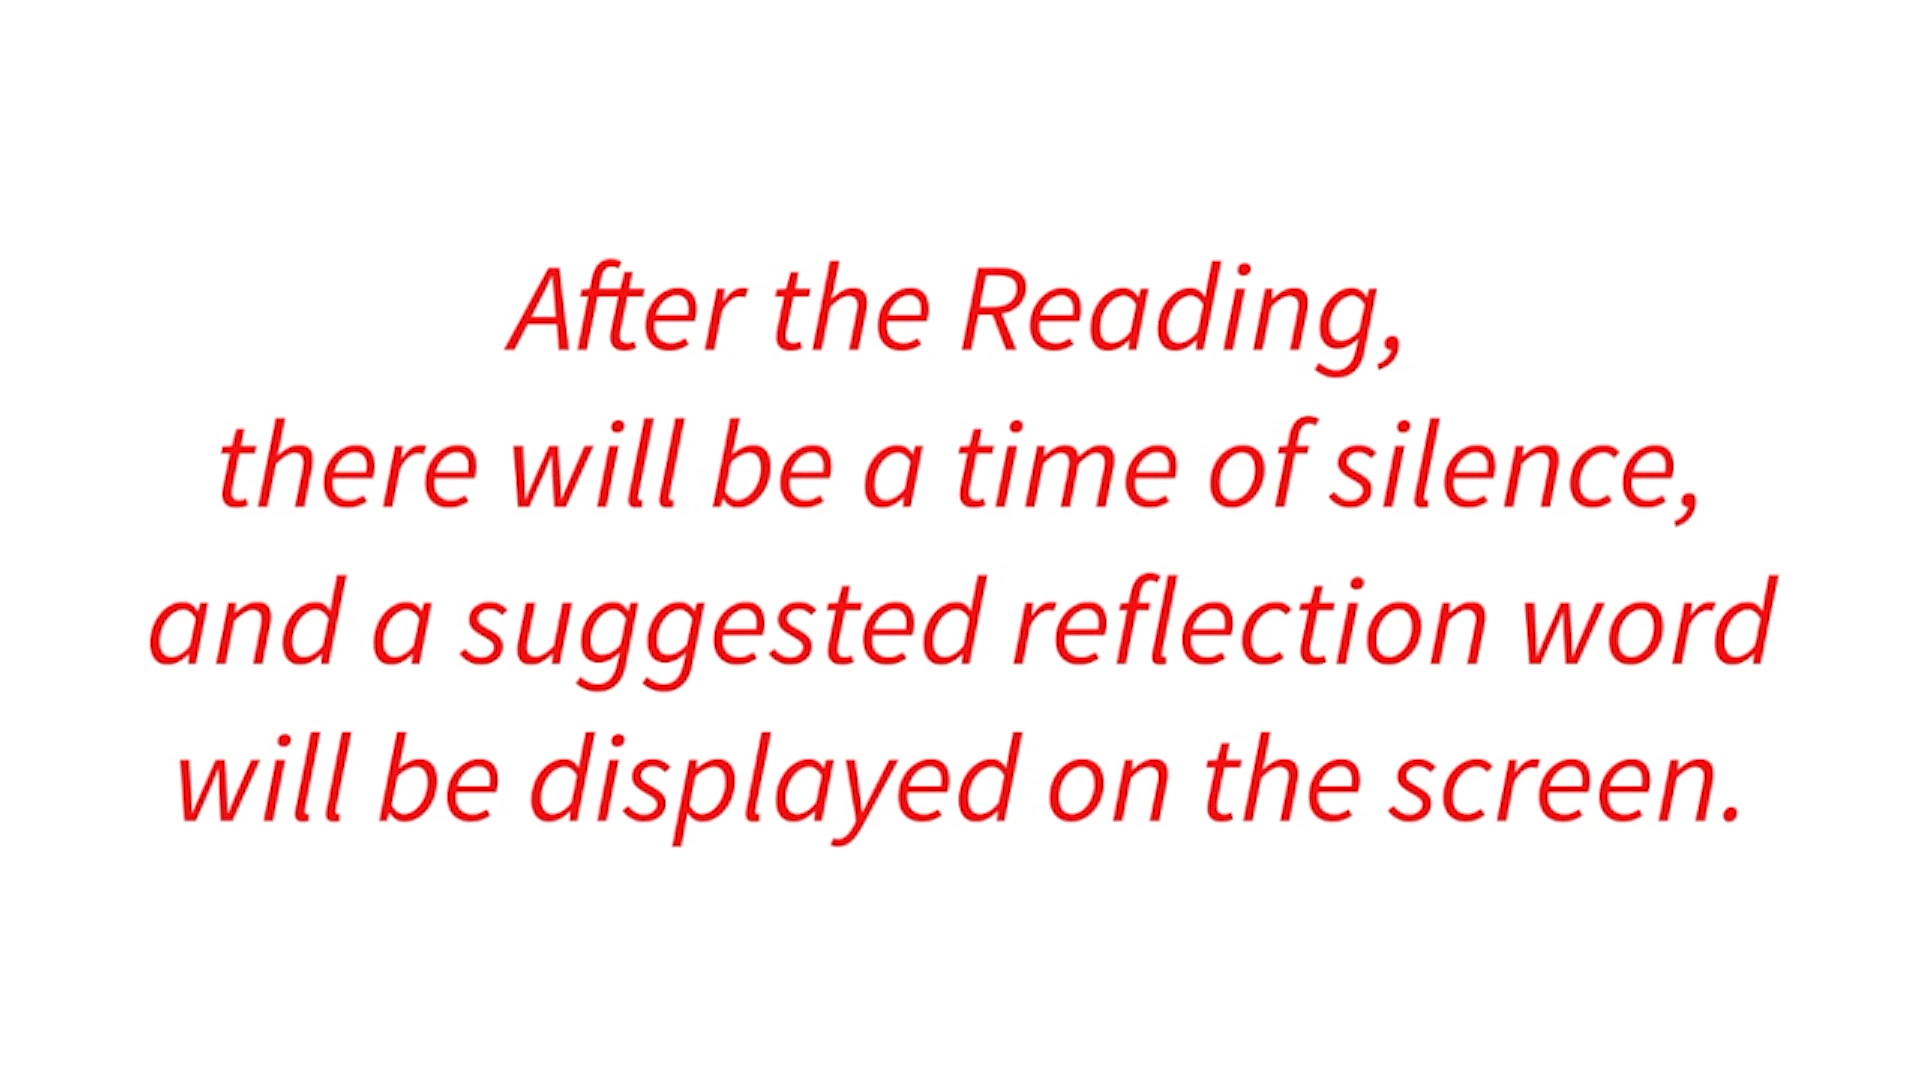 After the Reading,
there will be a time of silence,
and a suggested reflection word
will be displayed on the screen.